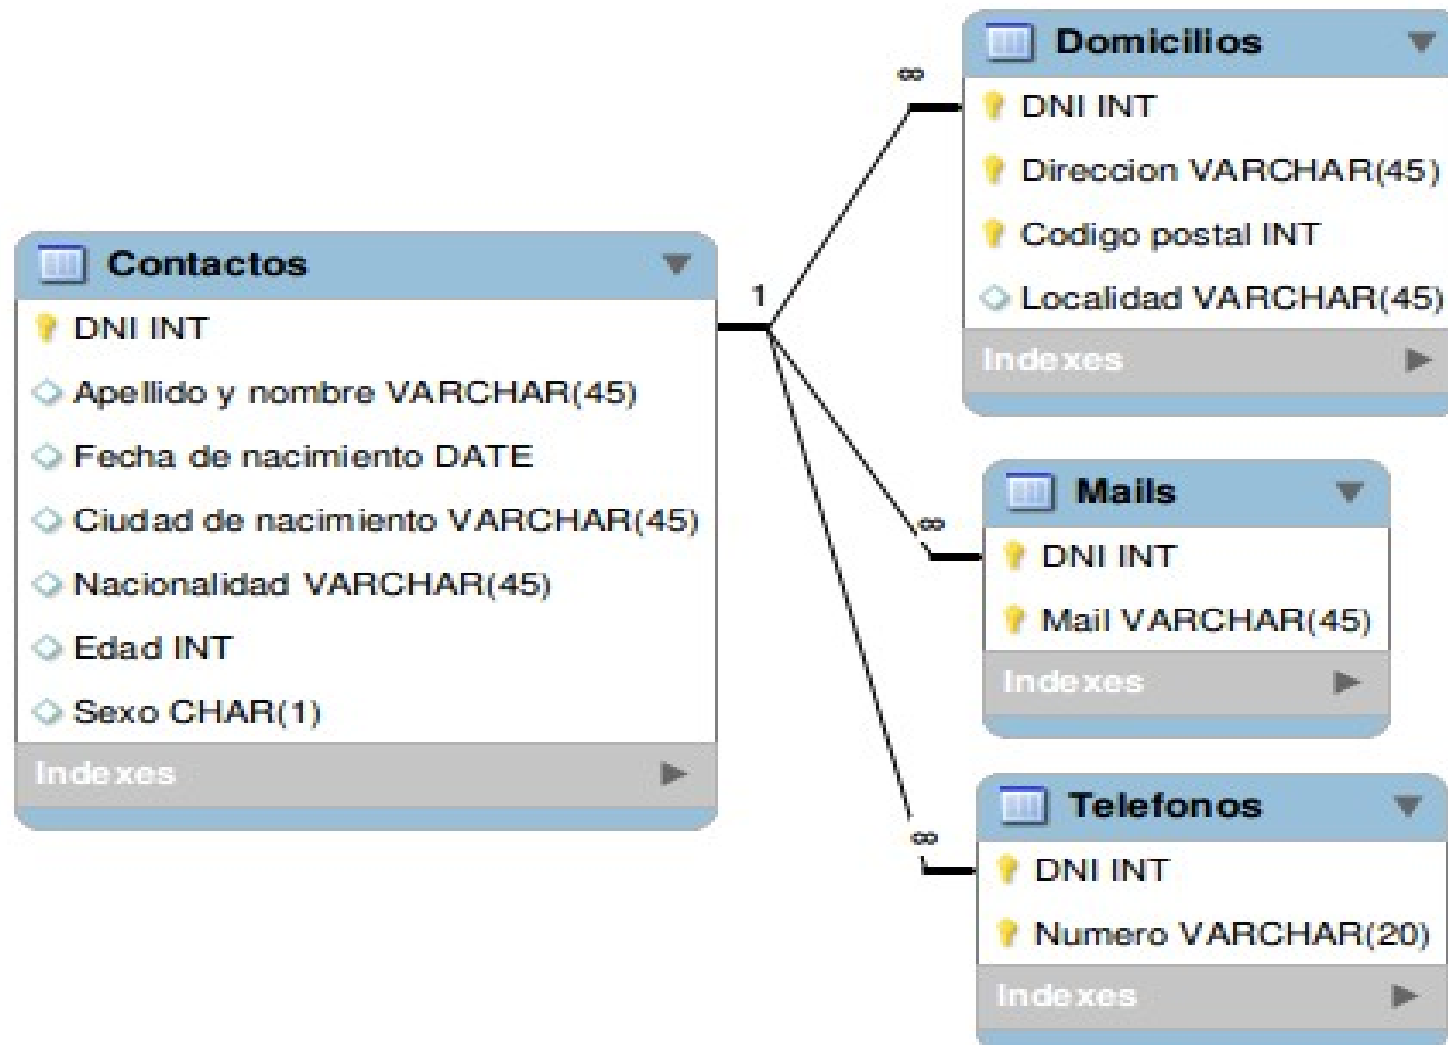 Contactos
DNI INT
Apellido y nombre VARCHAR(45)
Fecha de nacimiento DATE
Ciudad de nacimiento VARCHAR(45)
Nacionalidad VARCHAR(45)
Edad INT
Sexo CHAR(1)
Indexes
1
∞
Domicilios
DNI INT
Direccion VARCHAR(45)
Codigo postal INT
Localidad VARCHAR(45)
Indexes
∞
Mails
DNI INT
Mail VARCHAR(45)
Indexes
∞
Telefonos
DNI INT
Numero VARCHAR(20)
Indexes